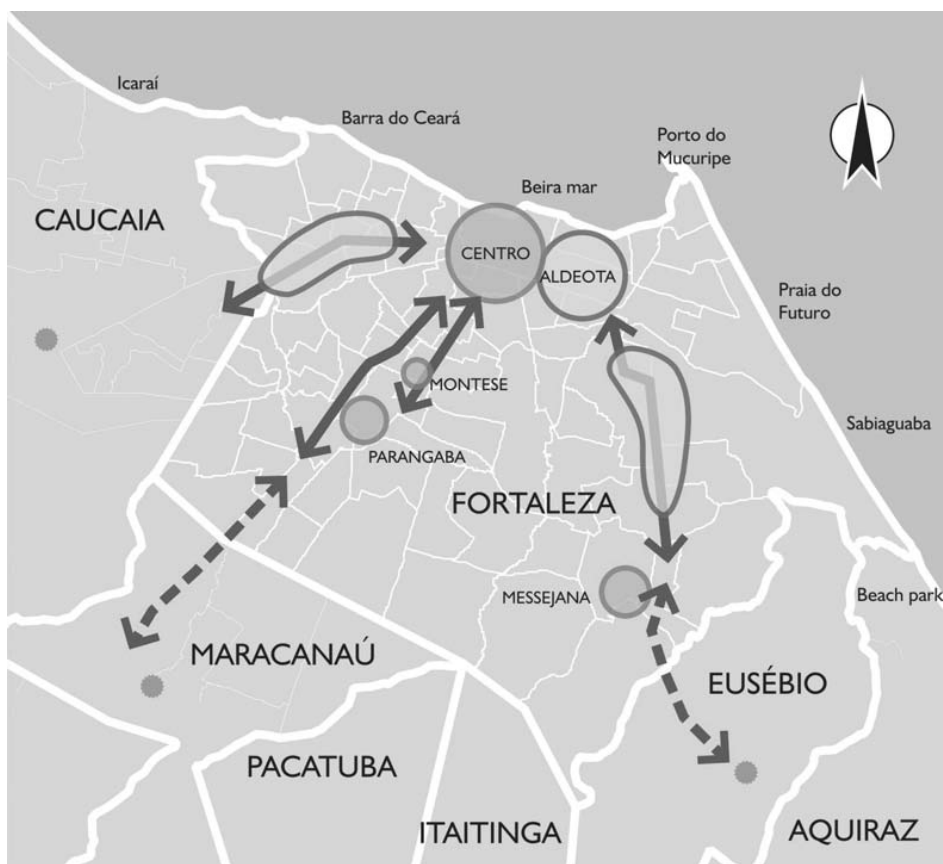 Icaraí
Barra do Ceará
Porto do
Mucuripe
Beira mar
CAUCAIA
CENTRO
ALDEOTA
Praia do
Futuro
MONTESE
Sabiaguaba
PARANGABA
FORTALEZA
MESSEJANA
Beach park
MARACANAÚ
EUSÉBIO
PACATUBA
ITAITINGA
AQUIRAZ